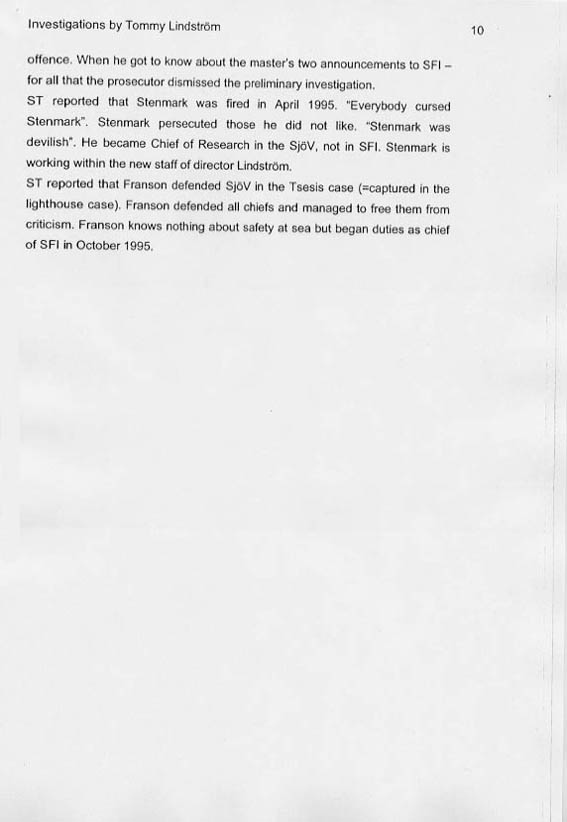 Investigations by Tommy Lindström
10
offence. When he got to know about the master's two announcements to SFI –
for all that the prosecutor dismissed the preliminary investigation.
ST reported that Stenmark was fired in April 1995. "Everybody cursed
Stenmark". Stenmark persecuted those he did not like. "Stenmark was
devilish". He became Chief of Research in the SjöV, not in SFI. Stenmark is
working within the new staff of director Lindström.
ST reported that Franson defended SjöV in the Tsesis case (=captured in the
lighthouse case). Franson defended all chiefs and managed to free them from
criticism. Franson knows nothing about safety at sea but began duties as chief
of SFI in October 1995.